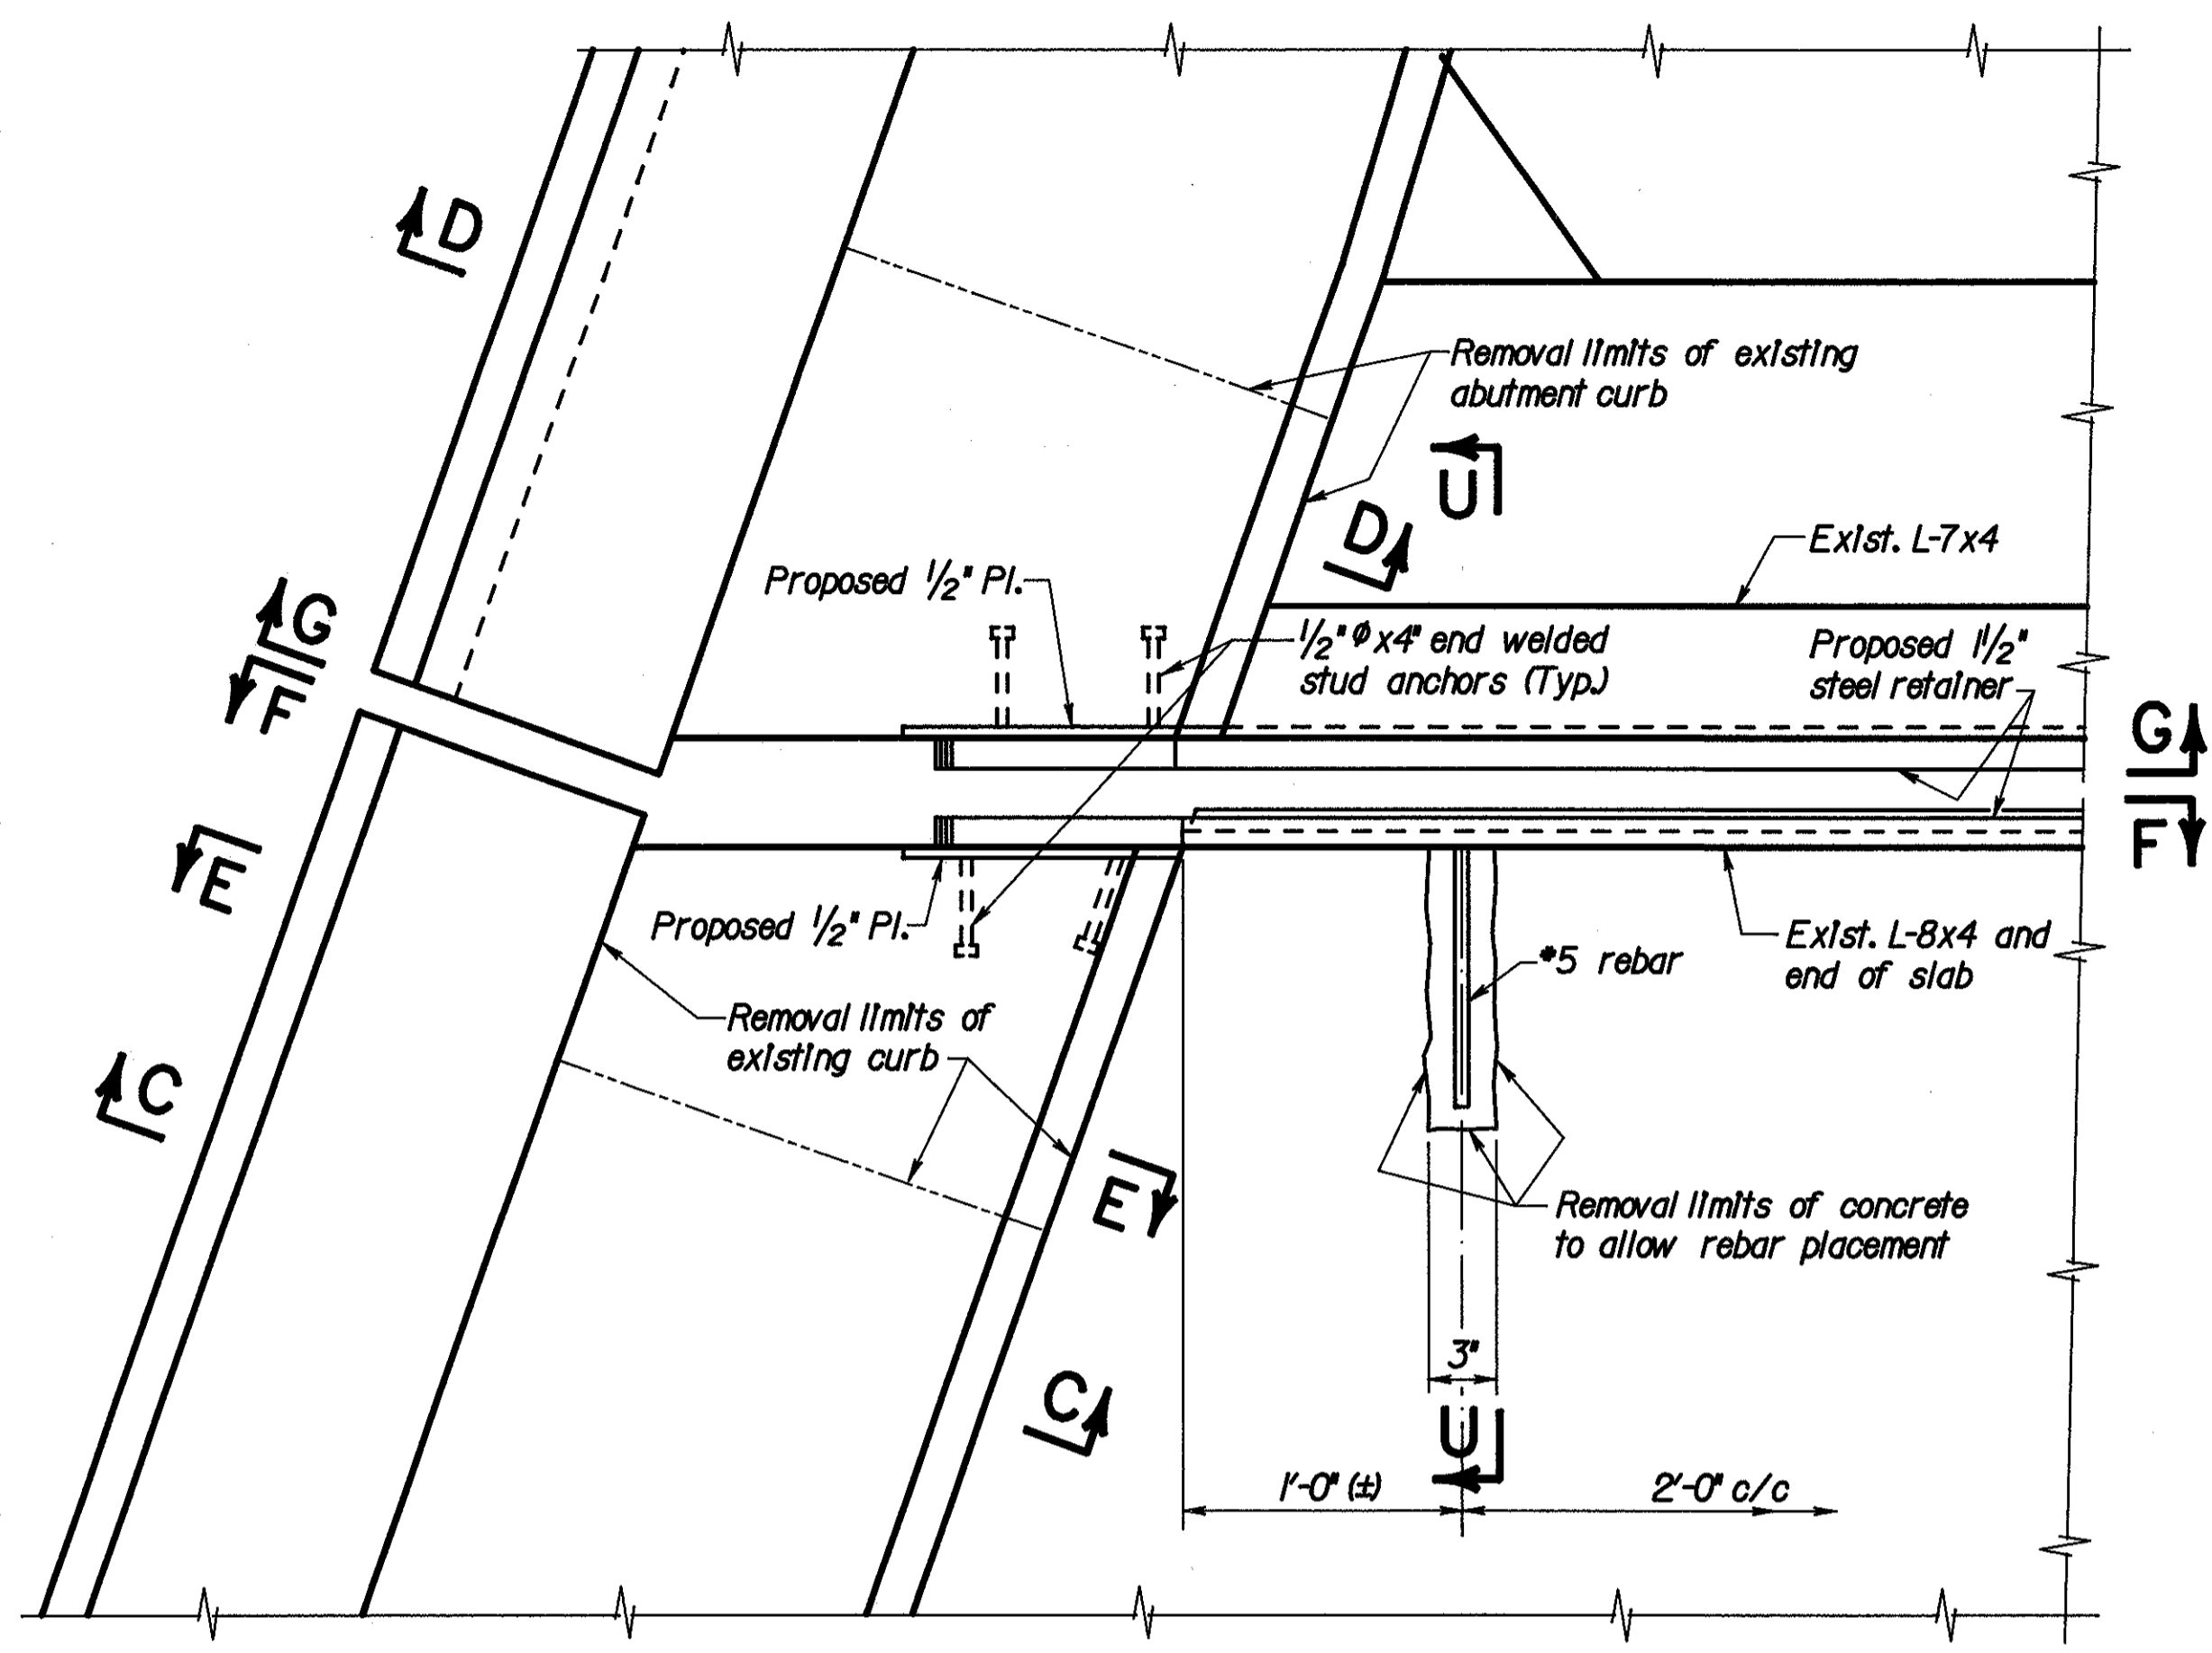 D
Removal limits of existing
abutment curb
U
D
Exist. L-7x4
Proposed 1/2" Pl.
G
F
1/2" φ x4" end welded
stud anchors (Typ.)
Proposed 1 1/2"
steel retainer
G
F
E
Proposed 1/2" Pl.
Exist. L-8x4 and
end of slab
#5 rebar
Removal limits of
existing curb
C
E
Removal limits of concrete
to allow rebar placement
3"
C
U
1'-0" (±)
2'-0" c/c